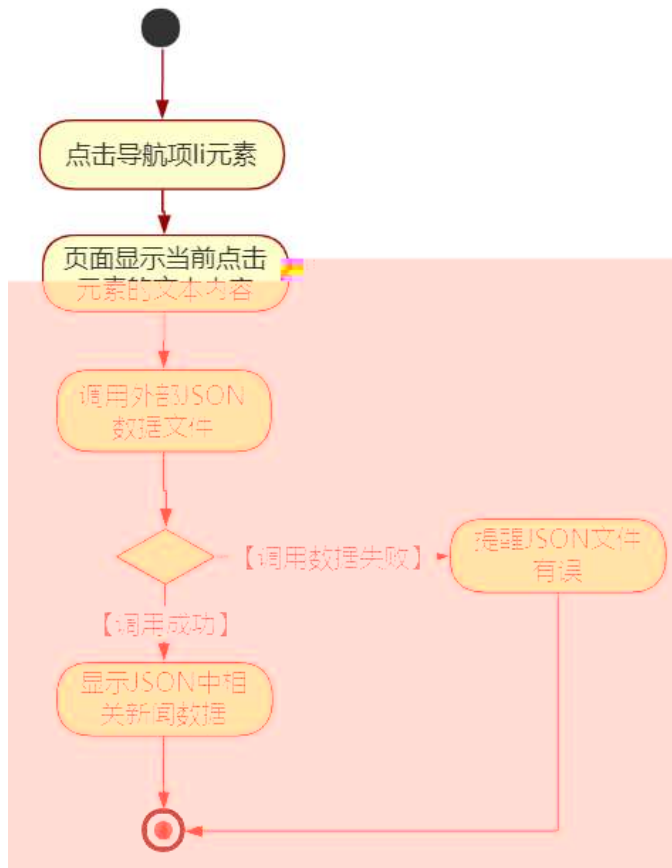 点击导航项li元素
页面显示当前点击
元素的文本内容
调用外部JSON
数据文件
【调用数据失败】
提醒JSON文件
有误
【调用成功】
显示JSON中相
关新闻数据